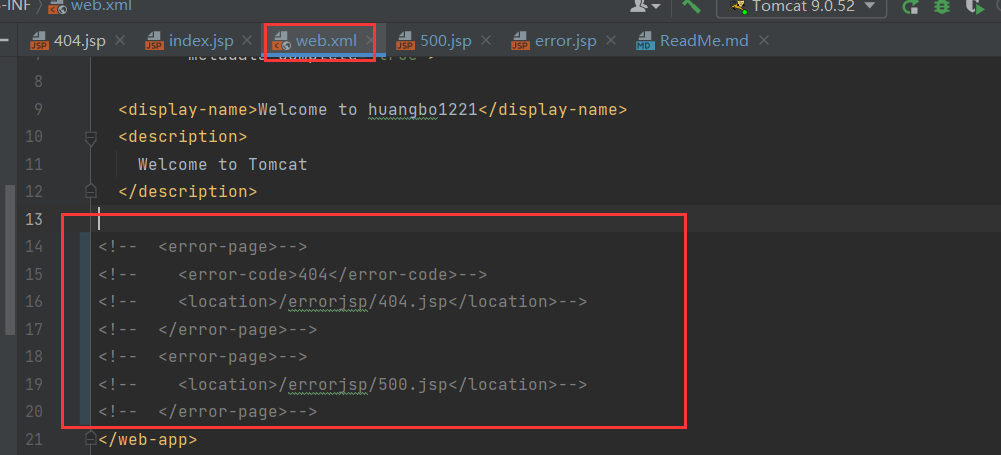 -INF web.xml Tomcat 9.0.52
404.jsp index.jsp web.xml 500.jsp error.jsp ReadMe.md
8
9 <display-name>Welcome to huangbo1221</display-name>
10 <description>
11 Welcome to Tomcat
12 </description>
13
14 <!-- <error-page>-->
15 <!-- <error-code>404</error-code>-->
16 <!-- <location>/errorjsp/404.jsp</location>-->
17 <!-- </error-page>-->
18 <!-- <error-page>-->
19 <!-- <location>/errorjsp/500.jsp</location>-->
20 <!-- </error-page>-->
21 </web-app>